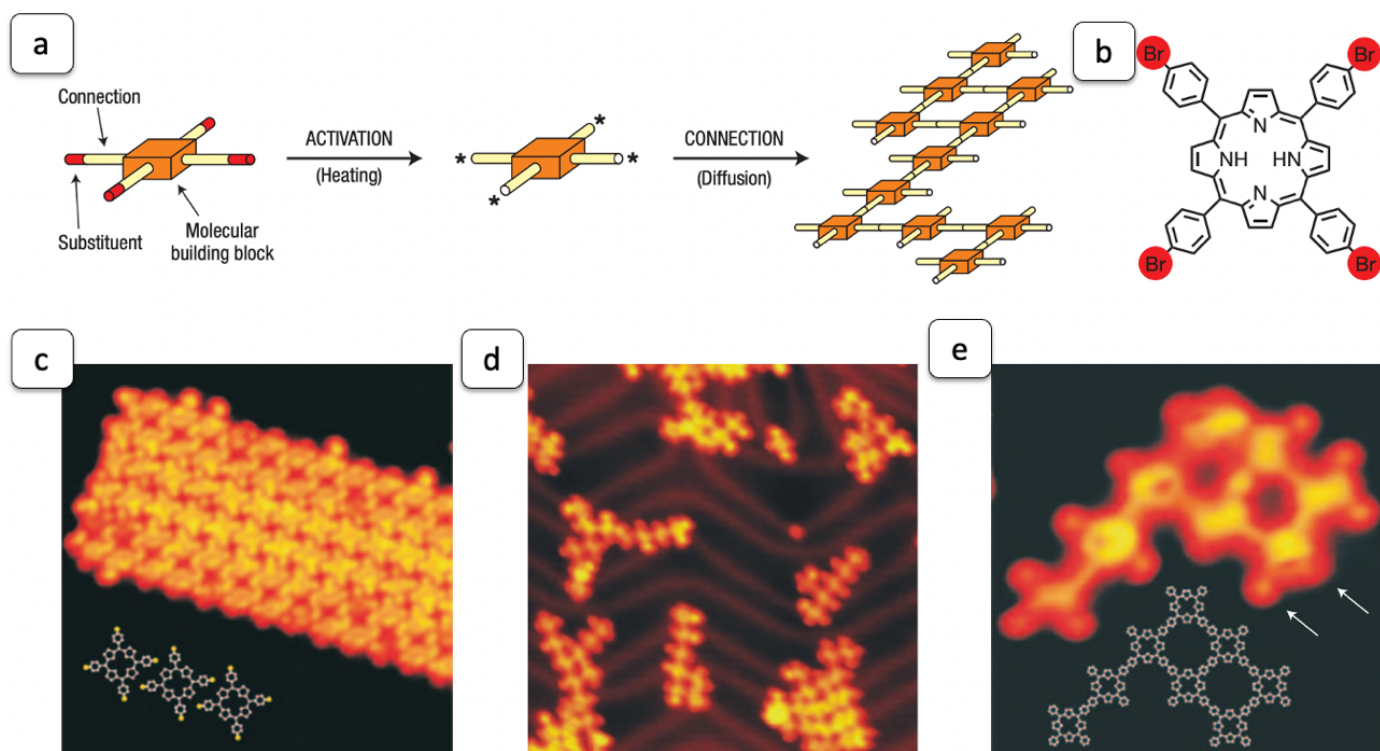 a
Connection
Substituent
Molecular
building block
ACTIVATION
(Heating)
*
*
*
*
CONNECTION
(Diffusion)
b
Br
Br
N
NH
HN
N
Br
Br
c
d
e